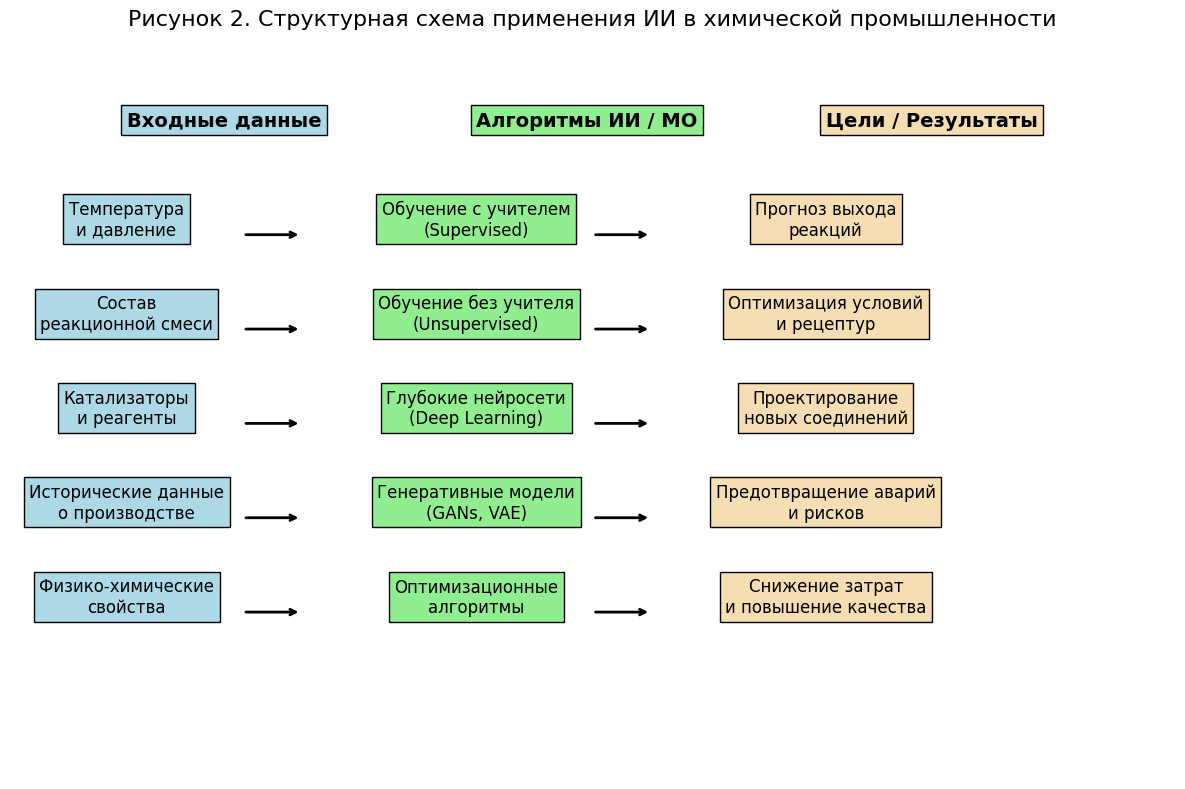 Рисунок 2. Структурная схема применения ИИ в химической промышленности
Входные данные
Алгоритмы ИИ / МО
Цели / Результаты
Температура
и давление
Обучение с учителем
(Supervised)
Прогноз выхода
реакций
Состав
реакционной смеси
Обучение без учителя
(Unsupervised)
Оптимизация условий
и рецептур
Катализаторы
и реагенты
Глубокие нейросети
(Deep Learning)
Проектирование
новых соединений
Исторические данные
о производстве
Генеративные модели
(GANs, VAE)
Предотвращение аварий
и рисков
Физико-химические
свойства
Оптимизационные
алгоритмы
Снижение затрат
и повышение качества